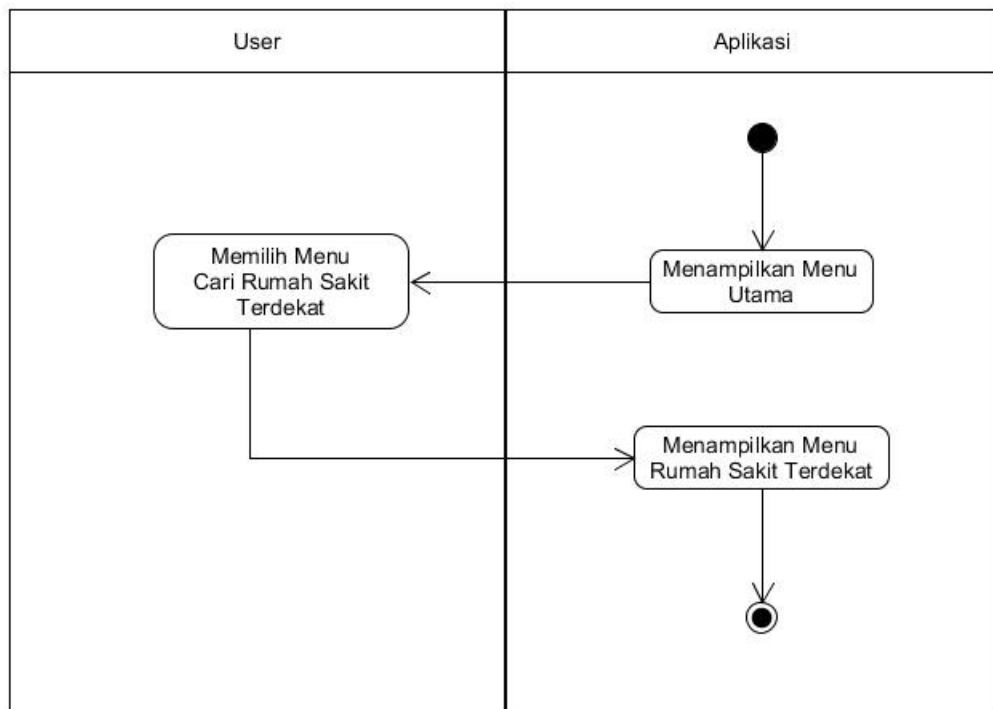 User
Aplikasi
Menampilkan Menu
Utama
Memilih Menu
Cari Rumah Sakit
Terdekat
Menampilkan Menu
Rumah Sakit Terdekat